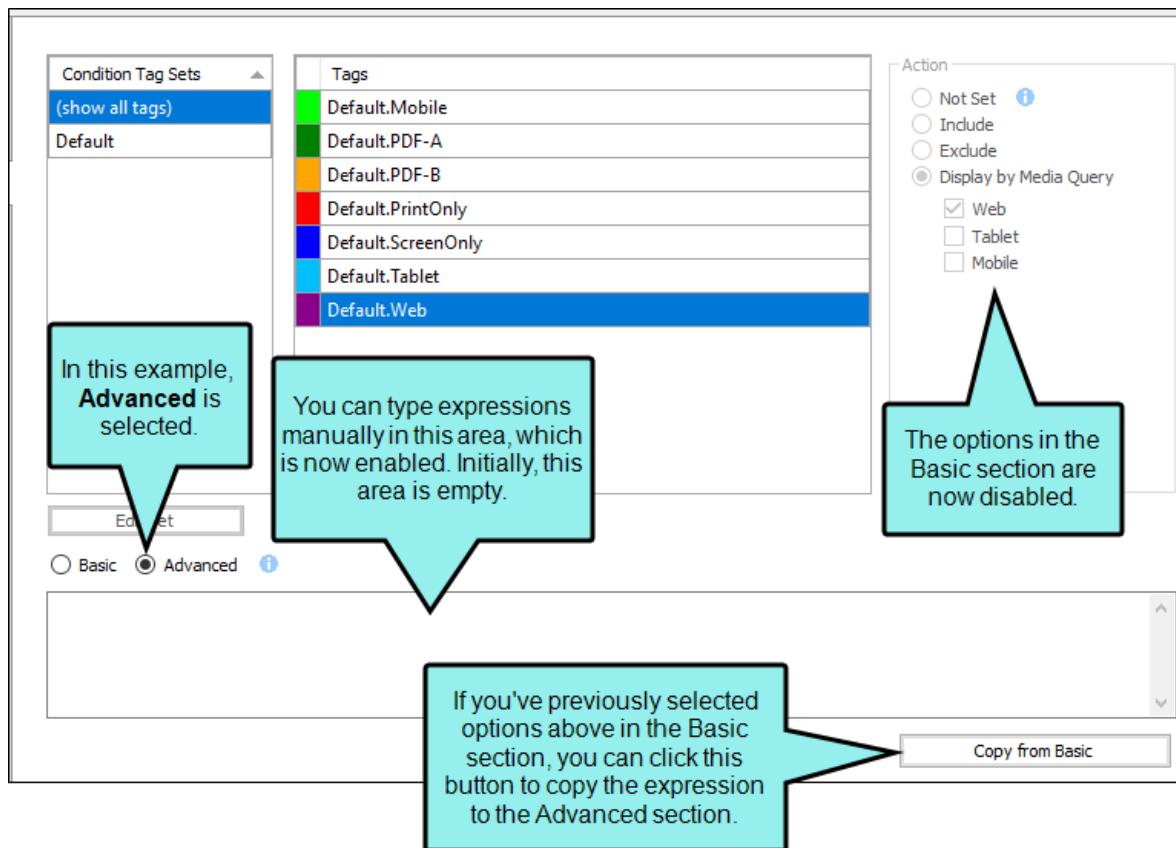 Condition Tag Sets
(show all tags)
Default
Tags
Default.Mobile
Default.PDF-A
Default.PDF-B
Default.PrintOnly
Default.ScreenOnly
Default.Tablet
Default.Web
Action
Not Set
Include
Exclude
Display by Media Query
Web
Tablet
Mobile
In this example,
Advanced is
selected.
You can type expressions
manually in this area, which
is now enabled. Initially, this
area is empty.
The options in the
Basic section are
now disabled.
Basic
Advanced
If you've previously selected
options above in the Basic
section, you can click this
button to copy the expression
to the Advanced section.
Copy from Basic